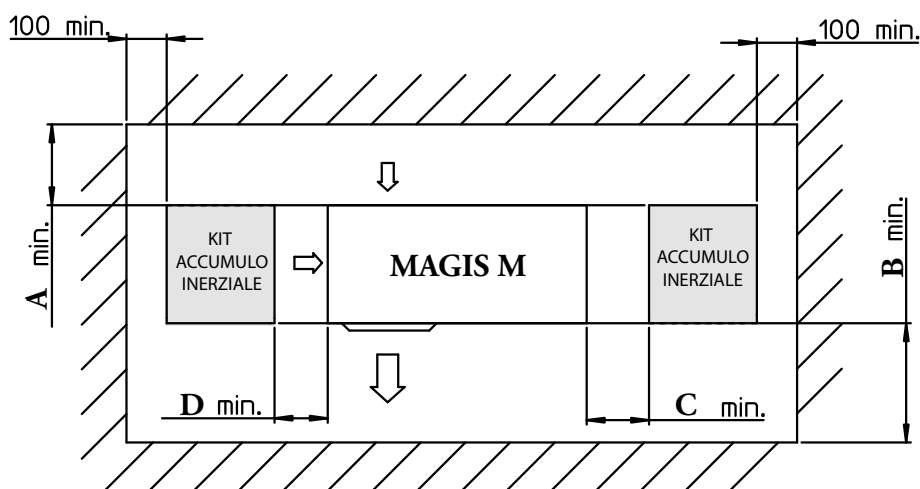 100 min.
100 min.
A min.
KIT
ACCUMULO
INERZIALE
MAGIS M
KIT
ACCUMULO
INERZIALE
B min.
D min.
C min.